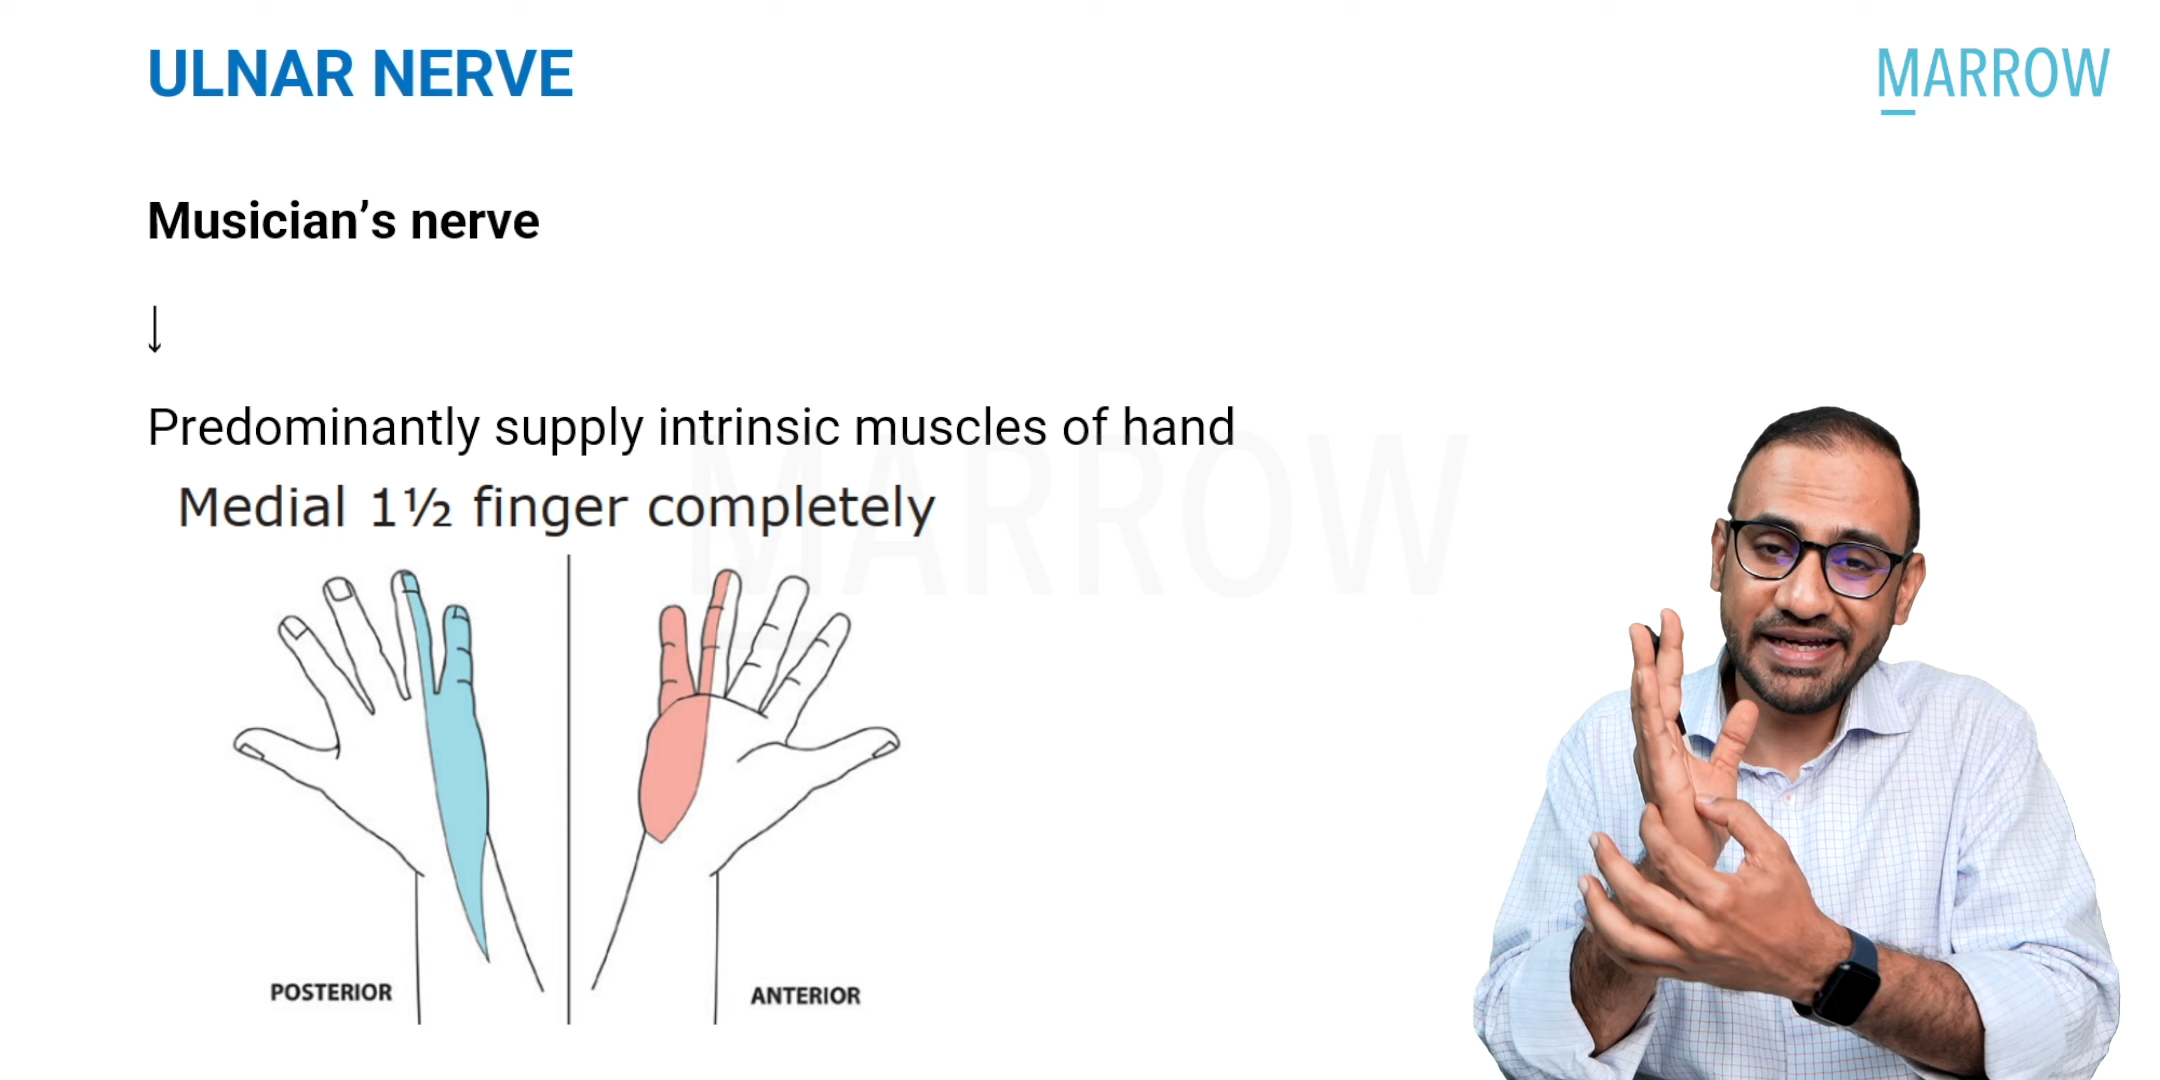 ULNAR NERVE
MARROW
Musician’s nerve
↓
Predominantly supply intrinsic muscles of hand
Medial 1½ finger completely
MARROW
POSTERIOR
ANTERIOR